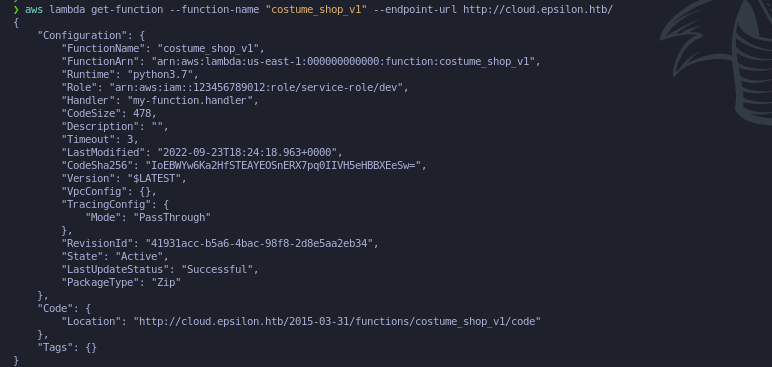 ❯ aws lambda get-function --function-name "costume_shop_v1" --endpoint-url http://cloud.epsilon.htb/
{
    "Configuration": {
        "FunctionName": "costume_shop_v1",
        "FunctionArn": "arn:aws:lambda:us-east-1:000000000000:function:costume_shop_v1",
        "Runtime": "python3.7",
        "Role": "arn:aws:iam::123456789012:role/service-role/dev",
        "Handler": "my-function.handler",
        "CodeSize": 478,
        "Description": "",
        "Timeout": 3,
        "LastModified": "2022-09-23T18:24:18.963+0000",
        "CodeSha256": "IoEBWYw6Ka2HfSTEAYEOSnERX7pq0IIVH5eHBBXEeSw=",
        "Version": "$LATEST",
        "VpcConfig": {},
        "TracingConfig": {
            "Mode": "PassThrough"
        },
        "RevisionId": "41931acc-b5a6-4bac-98f8-2d8e5aa2eb34",
        "State": "Active",
        "LastUpdateStatus": "Successful",
        "PackageType": "Zip"
    },
    "Code": {
        "Location": "http://cloud.epsilon.htb/2015-03-31/functions/costume_shop_v1/code"
    },
    "Tags": {}
}